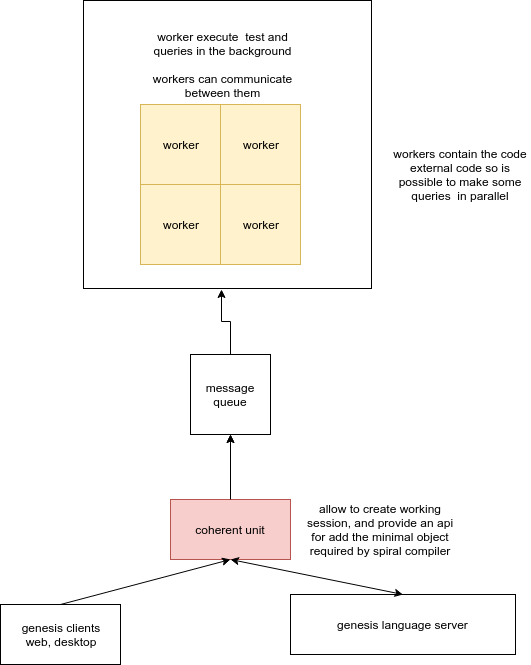 worker execute  test and
queries in the background
workers can communicate
between them
worker
worker
worker
worker
workers contain the code
external code so is
possible to make some
queries  in parallel
message
queue
coherent unit
allow to create working
session, and provide an api
for add the minimal object
required by spiral compiler
genesis clients
web, desktop
genesis language server